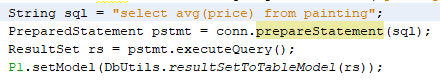 String sql = "select avg(price) from painting";
PreparedStatement pstmt = conn.prepareStatement(sql);
ResultSet rs = pstmt.executeQuery();
P1.setModel(DbUtils.resultSetToTableModel(rs));